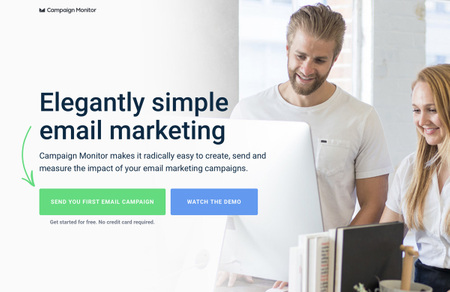 Campaign Monitor
Elegantly simple
email marketing
Campaign Monitor makes it radically easy to create, send and
measure the impact of your email marketing campaigns.
SEND YOU FIRST EMAIL CAMPAIGN
WATCH THE DEMO
Get started for free. No credit card required.